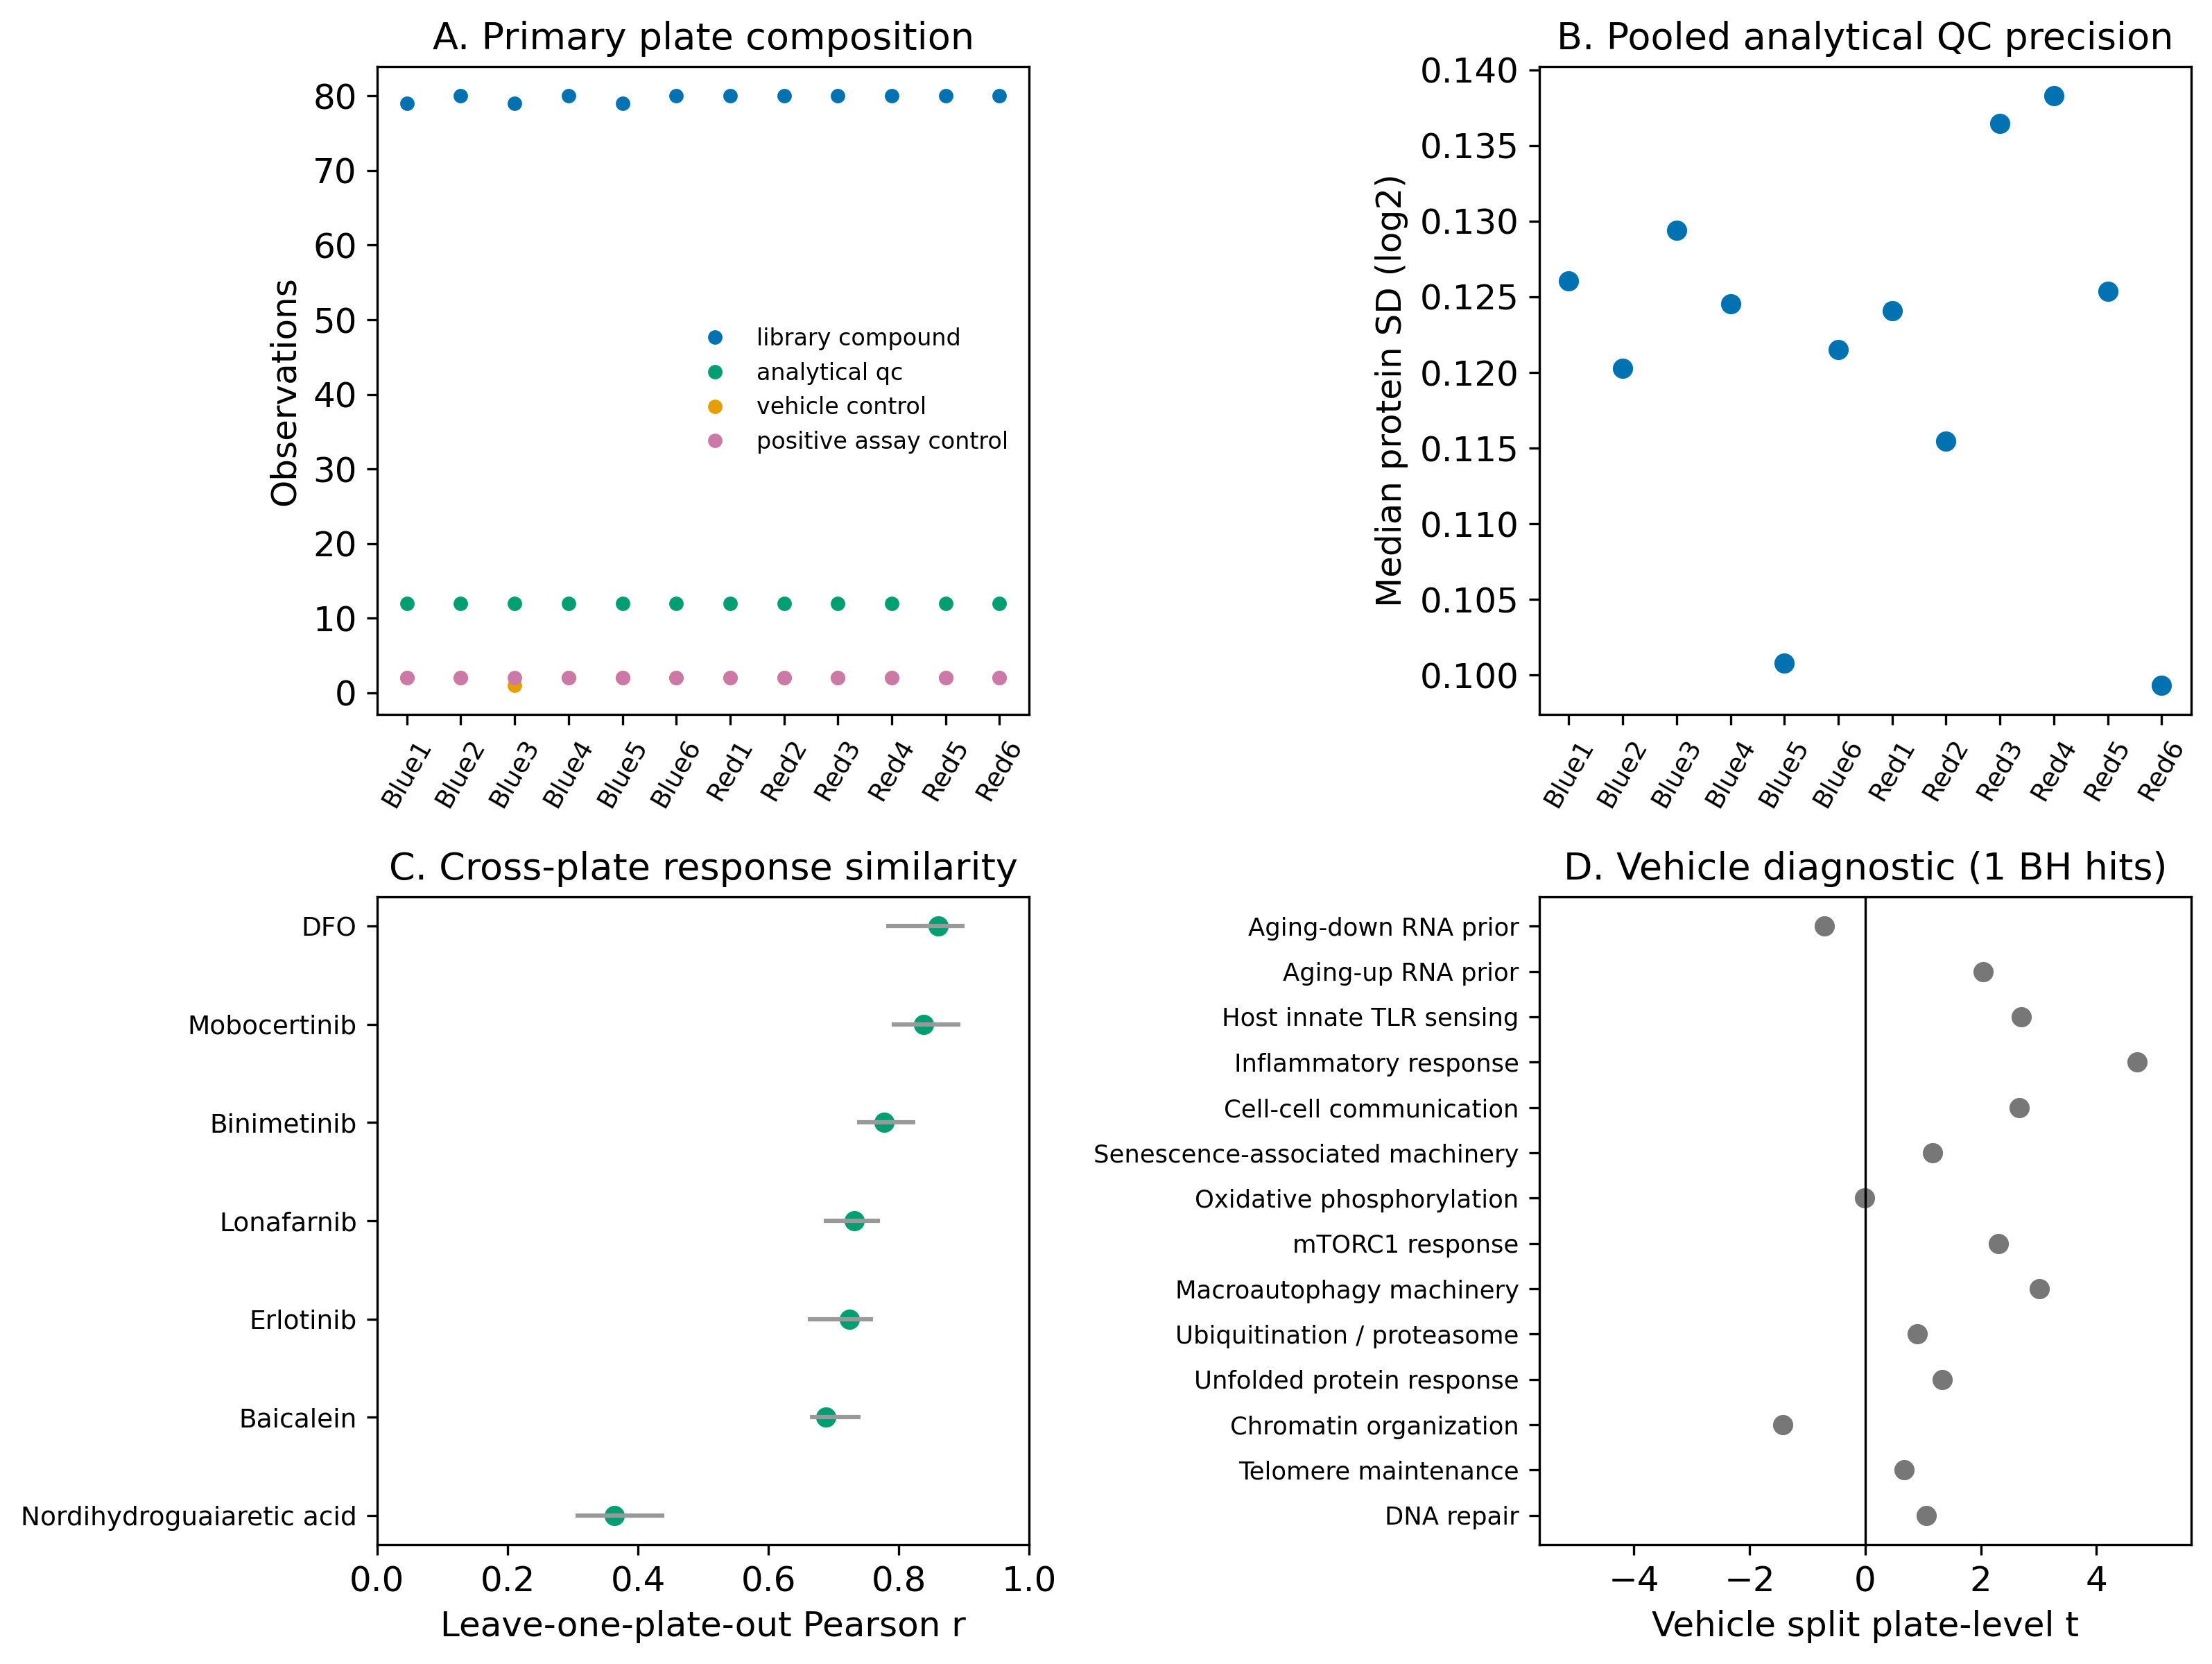 A. Primary plate composition
Observations
80
70
60
50
40
30
20
10
0
library compound
analytical qc
vehicle control
positive assay control
Blue1
Blue2
Blue3
Blue4
Blue5
Blue6
Red1
Red2
Red3
Red4
Red5
Red6
B. Pooled analytical QC precision
Median protein SD (log2)
0.140
0.135
0.130
0.125
0.120
0.115
0.110
0.105
0.100
Blue1
Blue2
Blue3
Blue4
Blue5
Blue6
Red1
Red2
Red3
Red4
Red5
Red6
C. Cross-plate response similarity
DFO
Mobocertinib
Binimetinib
Lonafarnib
Erlotinib
Baicalein
Nordihydroguaiaretic acid
0.0 0.2 0.4 0.6 0.8 1.0
Leave-one-plate-out Pearson r
D. Vehicle diagnostic (1 BH hits)
Aging-down RNA prior
Aging-up RNA prior
Host innate TLR sensing
Inflammatory response
Cell-cell communication
Senescence-associated machinery
Oxidative phosphorylation
mTORC1 response
Macroautophagy machinery
Ubiquitination / proteasome
Unfolded protein response
Chromatin organization
Telomere maintenance
DNA repair
−4 −2 0 2 4
Vehicle split plate-level t